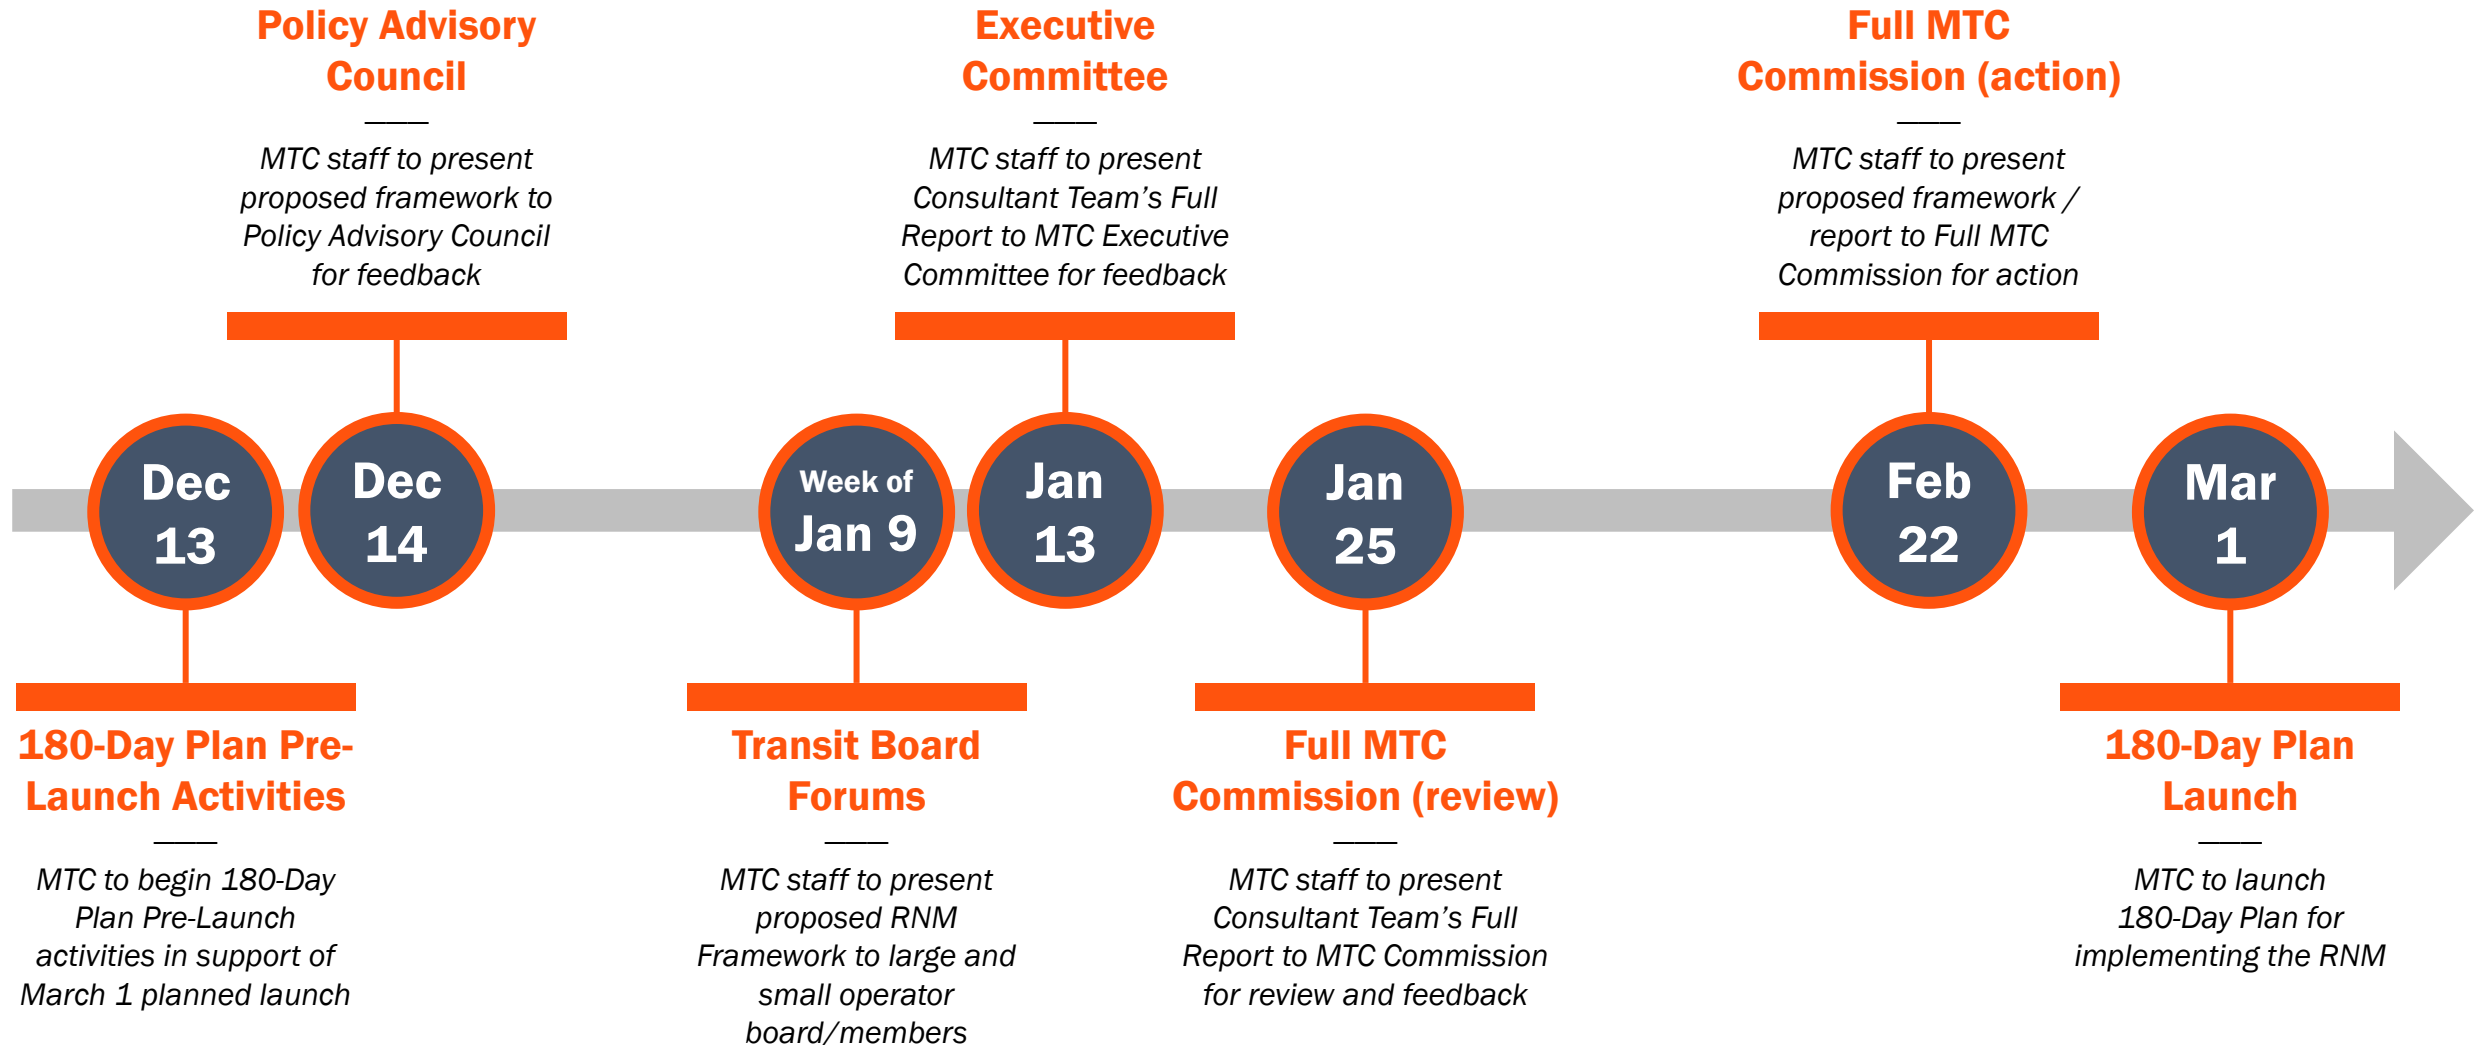 Policy Advisory
Council
MTC staff to present
proposed framework to
Policy Advisory Council
for feedback
Executive
Committee
MTC staff to present
Consultant Team’s Full
Report to MTC Executive
Committee for feedback
Full MTC
Commission (action)
MTC staff to present
proposed framework /
report to Full MTC
Commission for action
Dec
13
Dec
14
Week of
Jan 9
Jan
13
Jan
25
Feb
22
Mar
1
180-Day Plan Pre-
Launch Activities
MTC to begin 180-Day
Plan Pre-Launch
activities in support of
March 1 planned launch
Transit Board
Forums
MTC staff to present
proposed RNM
Framework to large and
small operator
board/members
Full MTC
Commission (review)
MTC staff to present
Consultant Team’s Full
Report to MTC Commission
for review and feedback
180-Day Plan
Launch
MTC to launch
180-Day Plan for
implementing the RNM